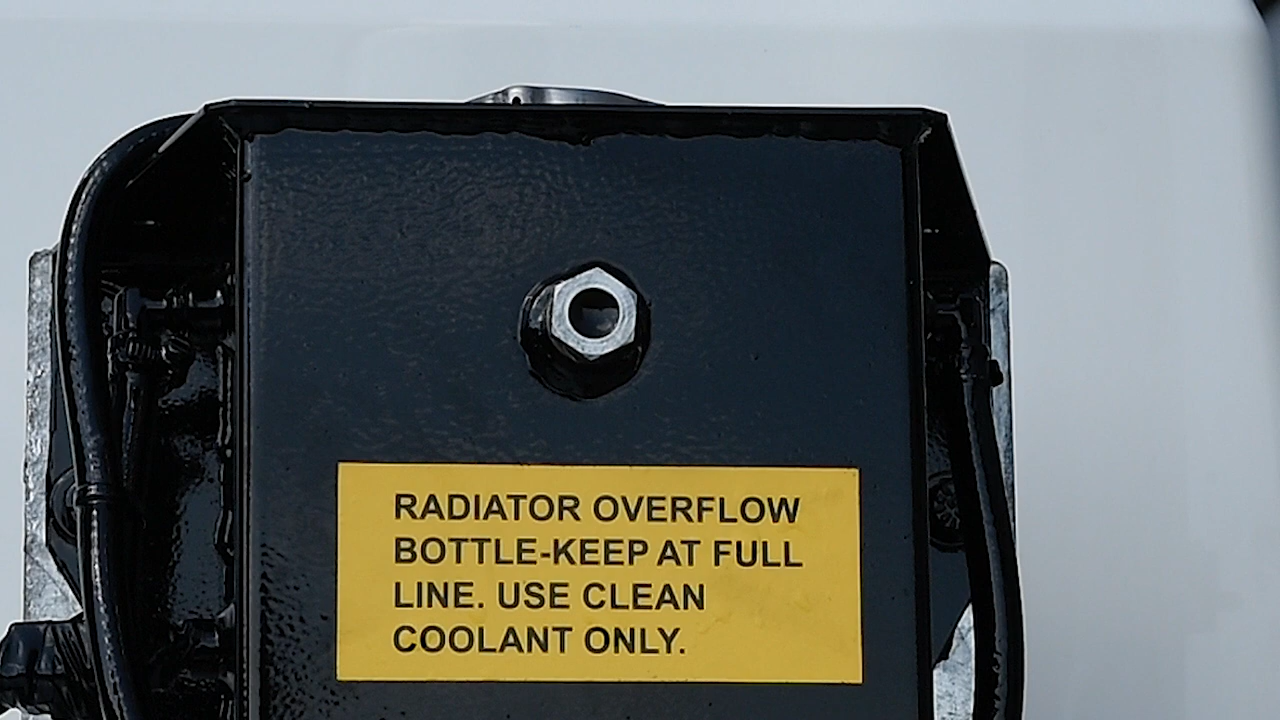 RADIATOR OVERFLOW
BOTTLE-KEEP AT FULL
LINE. USE CLEAN
COOLANT ONLY.